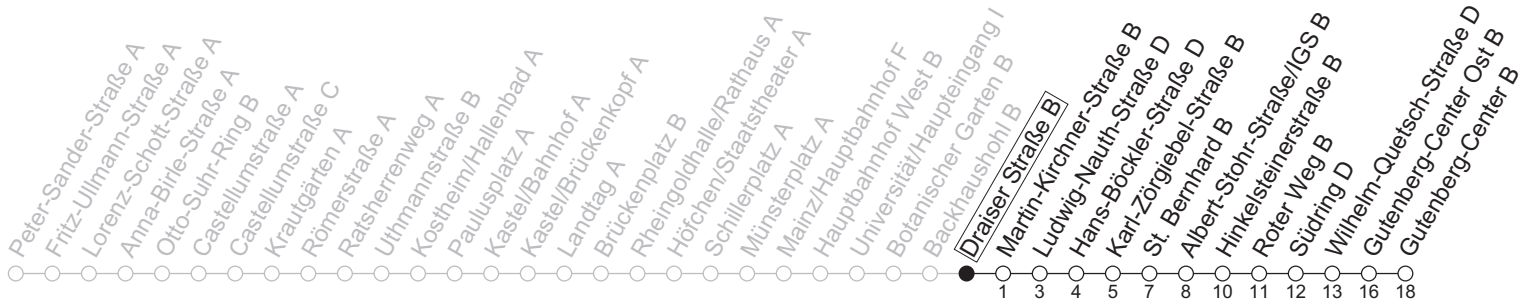 Peter-Sander-Straße A
Fritz-Ullmann-Straße A
Lorenz-Schott-Straße A
Anna-Birle-Straße A
Otto-Suhr-Ring B
Castellumstraße A
Castellumstraße C
Krautgärten A
Römerstraße A
Ratsherrenweg A
Uthmannstraße B
Kostheim/Hallenbad A
Paulusplatz A
Kastel/Bahnhof A
Kastel/Brückenkopf A
Landtag A
Brückenplatz B
Rheingoldhalle/Rathaus A
Höfchen/Staatstheater A
Schillerplatz A
Münsterplatz A
Mainz/Hauptbahnhof F
Hauptbahnhof West B
Universität/Haupteingang I
Botanischer Garten B
Backhaushohl B
Draiser Straße B
Martin-Kirchner-Straße B
Ludwig-Nauth-Straße D
Hans-Böckler-Straße D
Karl-Zörgiebel-Straße B
St. Bernhard B
Albert-Stohr-Straße/IGS B
Hinkelsteinerstraße B
Roter Weg B
Südring D
Wilhelm-Quetsch-Straße D
Gutenberg-Center Ost B
Gutenberg-Center B
1 3 4 5 7 8 10 11 12 13 16 18